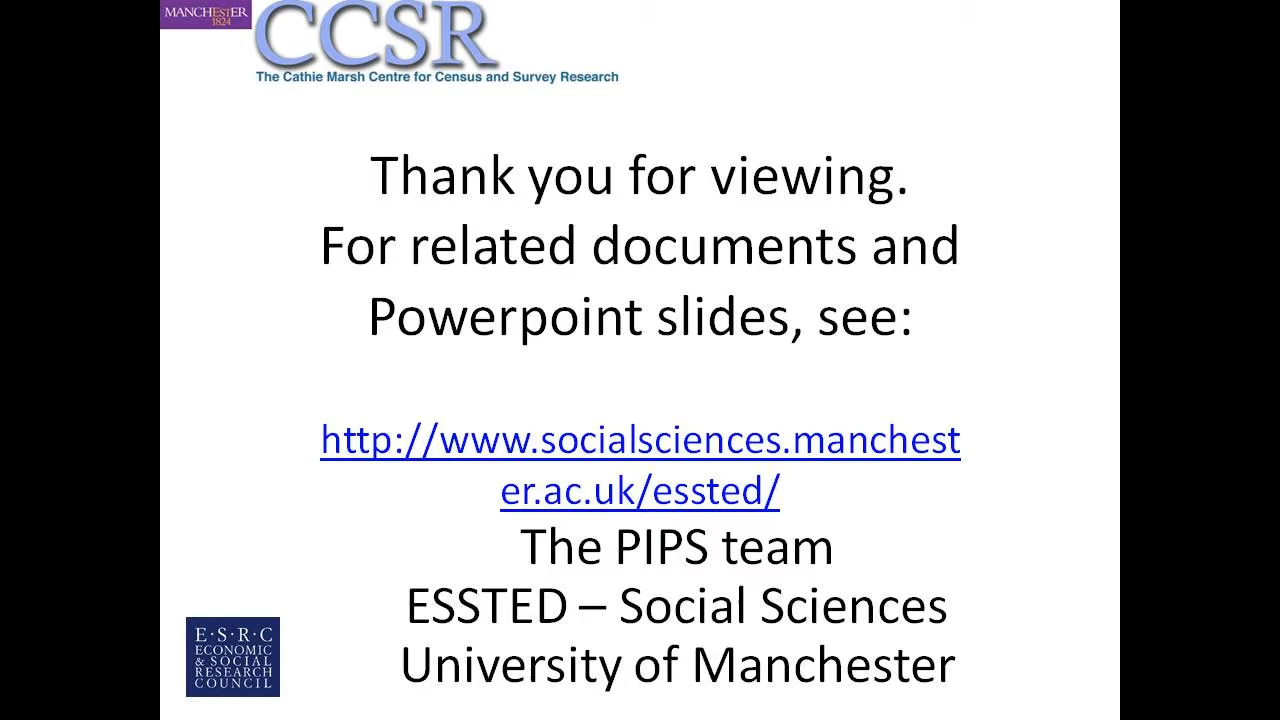 MANCHESTER
1824
CCSR
The Cathie Marsh Centre for Census and Survey Research
Thank you for viewing.
For related documents and
Powerpoint slides, see:
http://www.socialsciences.manchest
er.ac.uk/essted/
The PIPS team
ESSTED – Social Sciences
University of Manchester
E·S·R·C
ECONOMIC
& SOCIAL
RESEARCH
COUNCIL